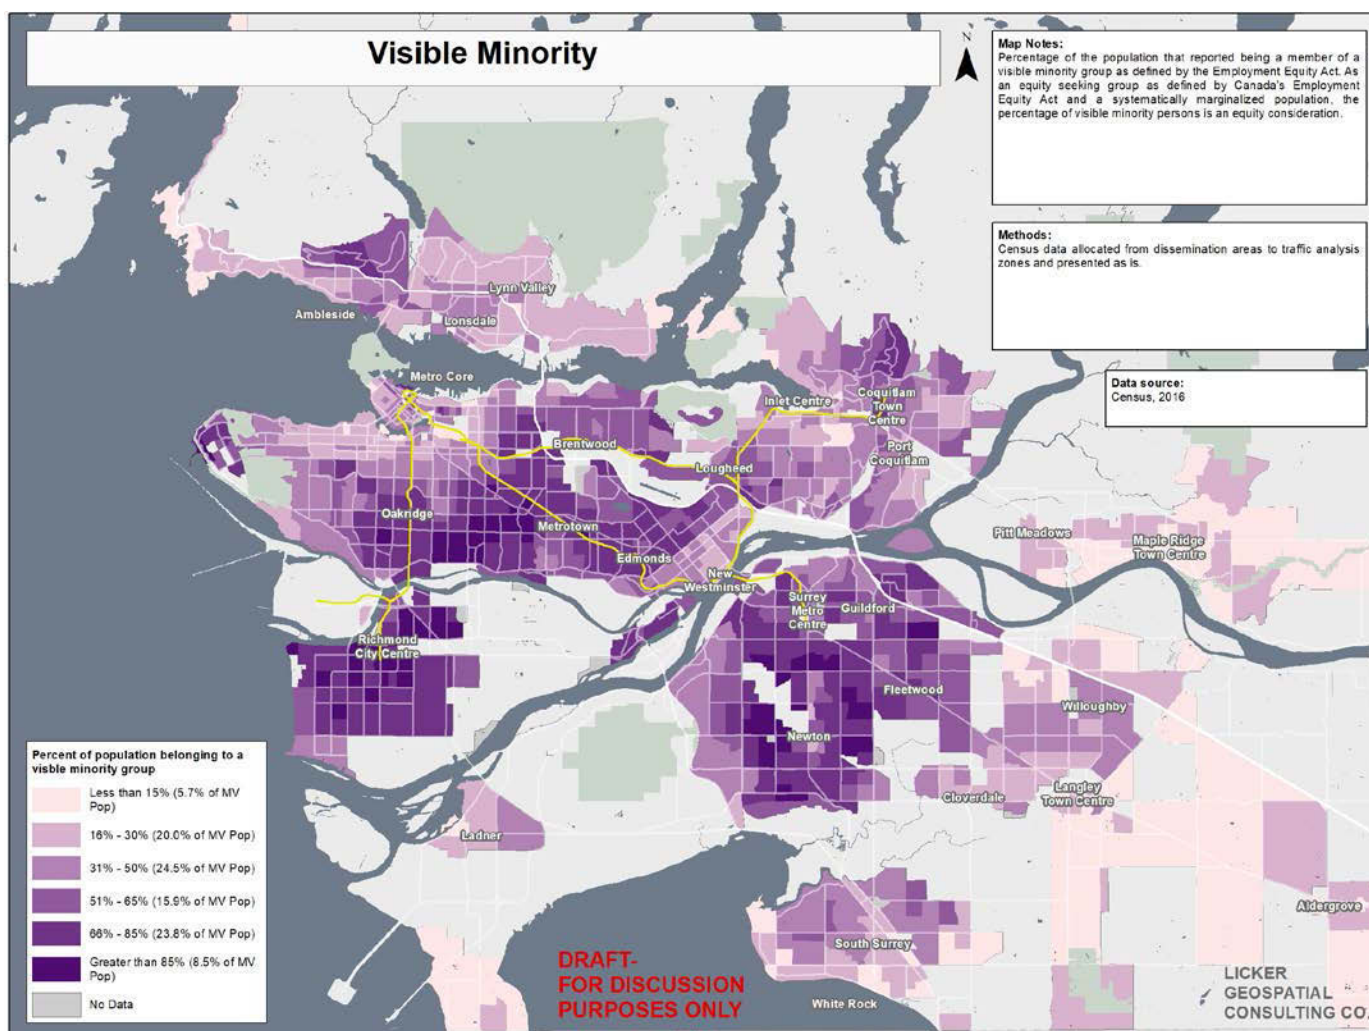 Visible Minority
N
Map Notes:
Percentage of the population that reported being a member of a
visible minority group as defined by the Employment Equity Act. As
an equity seeking group as defined by Canada's Employment
Equity Act and a systematically marginalized population, the
percentage of visible minority persons is an equity consideration.
Methods:
Census data allocated from dissemination areas to traffic analysis
zones and presented as is.
Data source:
Census, 2016
Lynn Valley
Ambleside
Lonsdale
Metro Core
Inlet Centre
Coquitlam
Town
Centre
Brentwood
Port
Coquitlam
Lougheed
Oakridge
Metrotown
Pitt Meadows
Maple Ridge
Town Centre
Edmonds
New
Westminster
Surrey
Metro
Centre
Guildford
Richmond
City Centre
Fleetwood
Willoughby
Newton
Cloverdale
Langley
Town Centre
Ladner
Aldergrove
South Surrey
White Rock
Percent of population belonging to a
visble minority group
Less than 15% (5.7% of MV
Pop)
16% - 30% (20.0% of MV Pop)
31% - 50% (24.5% of MV Pop)
51% - 65% (15.9% of MV Pop)
66% - 85% (23.8% of MV Pop)
Greater than 85% (8.5% of MV
Pop)
No Data
DRAFT-
FOR DISCUSSION
PURPOSES ONLY
LICKER
GEOSPATIAL
CONSULTING CO.